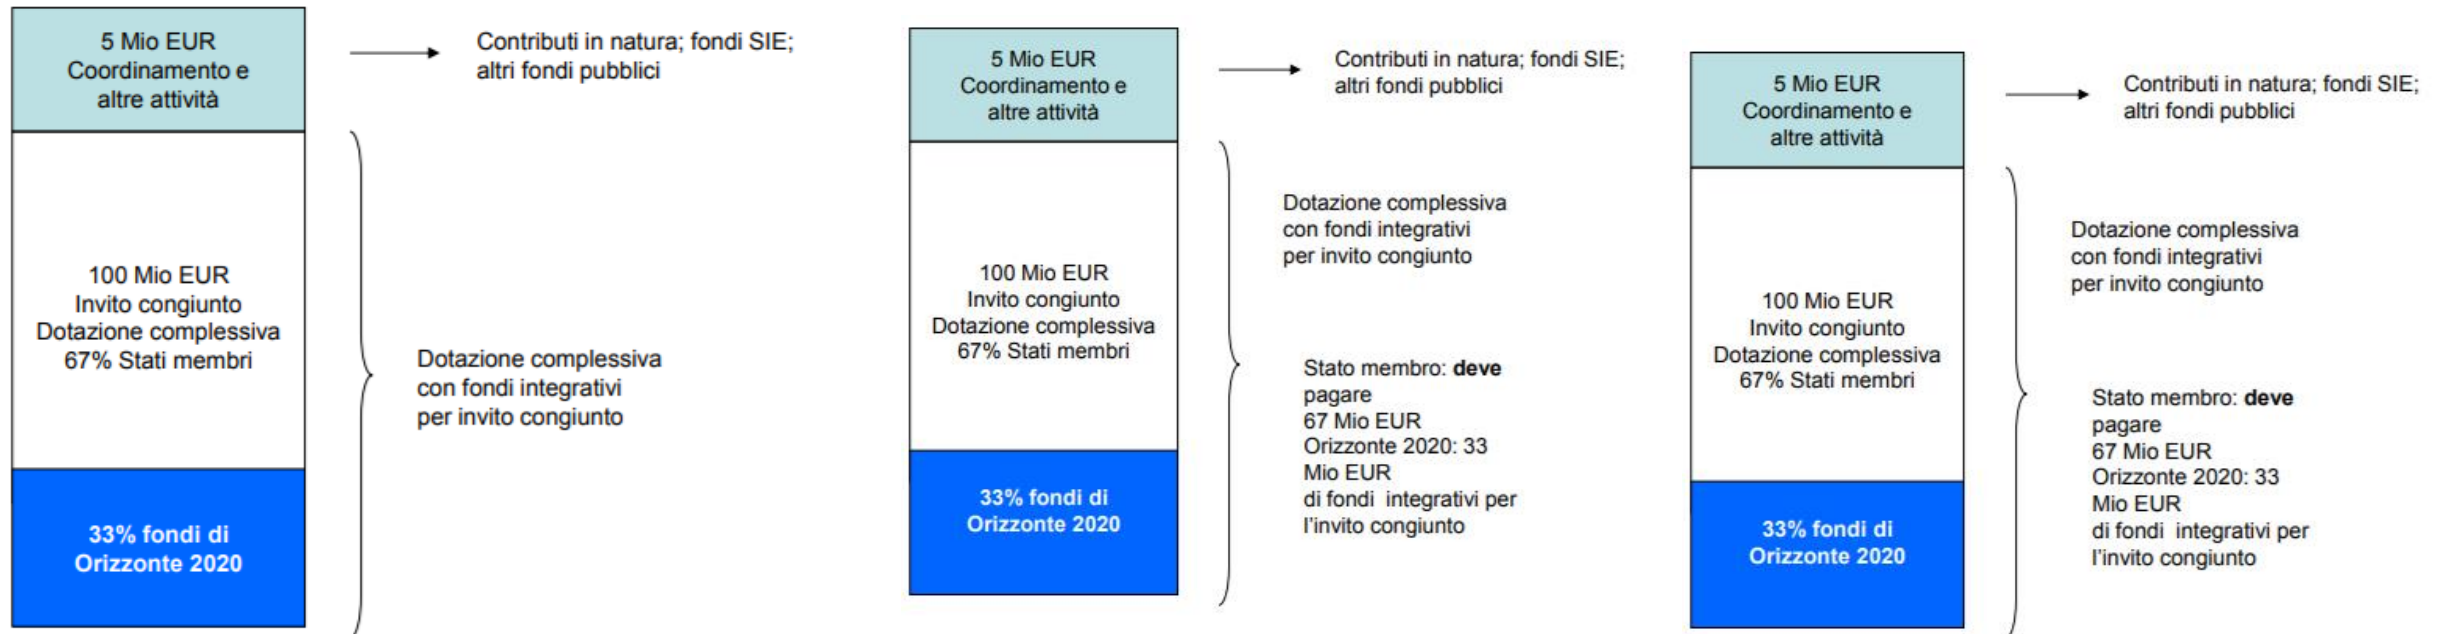 5 Mio EUR
Coordinamento e
altre attività
Contributi in natura; fondi SIE;
altri fondi pubblici
100 Mio EUR
Invito congiunto
Dotazione complessiva
67% Stati membri
Dotazione complessiva
con fondi integrativi
per invito congiunto
33% fondi di
Orizzonte 2020
5 Mio EUR
Coordinamento e
altre attività
Contributi in natura; fondi SIE;
altri fondi pubblici
Dotazione complessiva
con fondi integrativi
per invito congiunto
100 Mio EUR
Invito congiunto
Dotazione complessiva
67% Stati membri
Stato membro: deve
pagare
67 Mio EUR
Orizzonte 2020: 33
Mio EUR
di fondi  integrativi per
l'invito congiunto
33% fondi di
Orizzonte 2020
5 Mio EUR
Coordinamento e
altre attività
Contributi in natura; fondi SIE;
altri fondi pubblici
Dotazione complessiva
con fondi integrativi
per invito congiunto
100 Mio EUR
Invito congiunto
Dotazione complessiva
67% Stati membri
Stato membro: deve
pagare
67 Mio EUR
Orizzonte 2020: 33
Mio EUR
di fondi  integrativi per
l'invito congiunto
33% fondi di
Orizzonte 2020